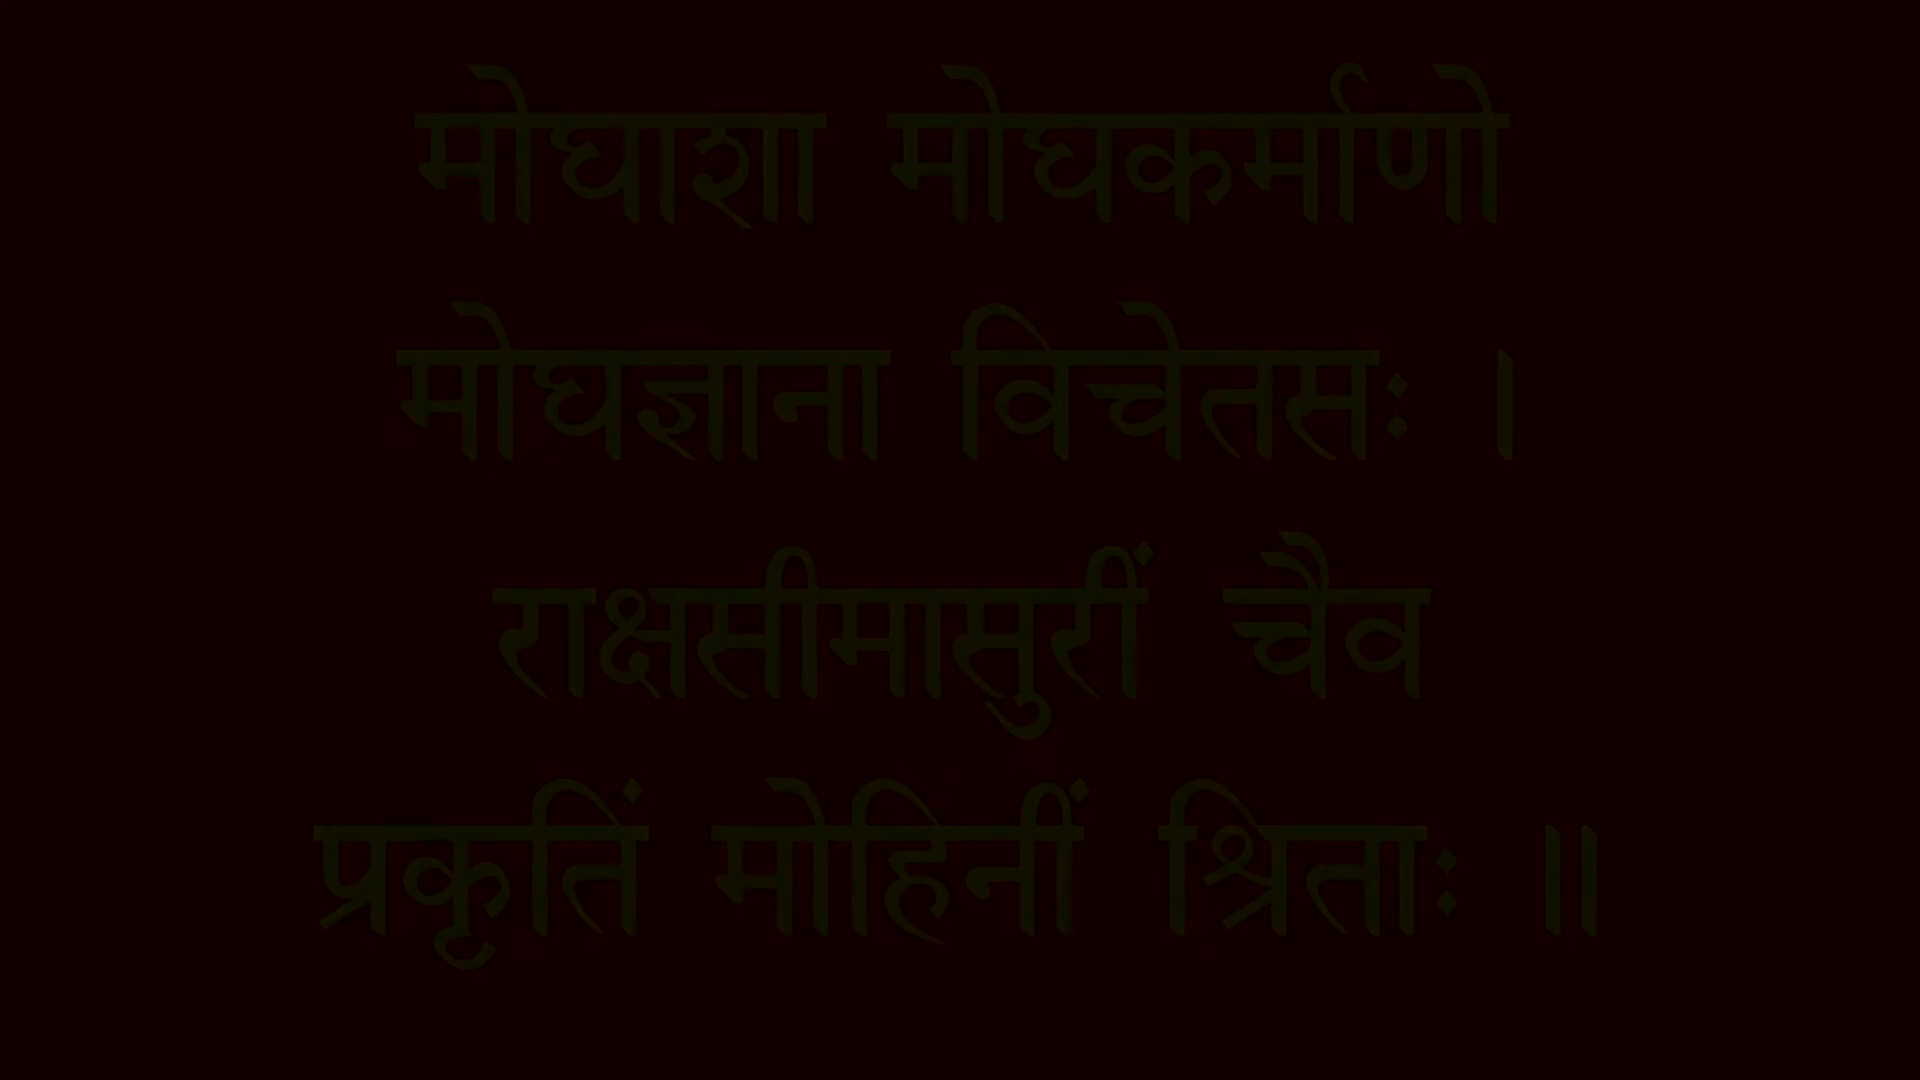 मोघाशा मोघकर्माणो
मोघज्ञाना विचेतसः ।
राक्षसीमासुरीं चैव
प्रकृतिं मोहिनीं श्रिताः ॥